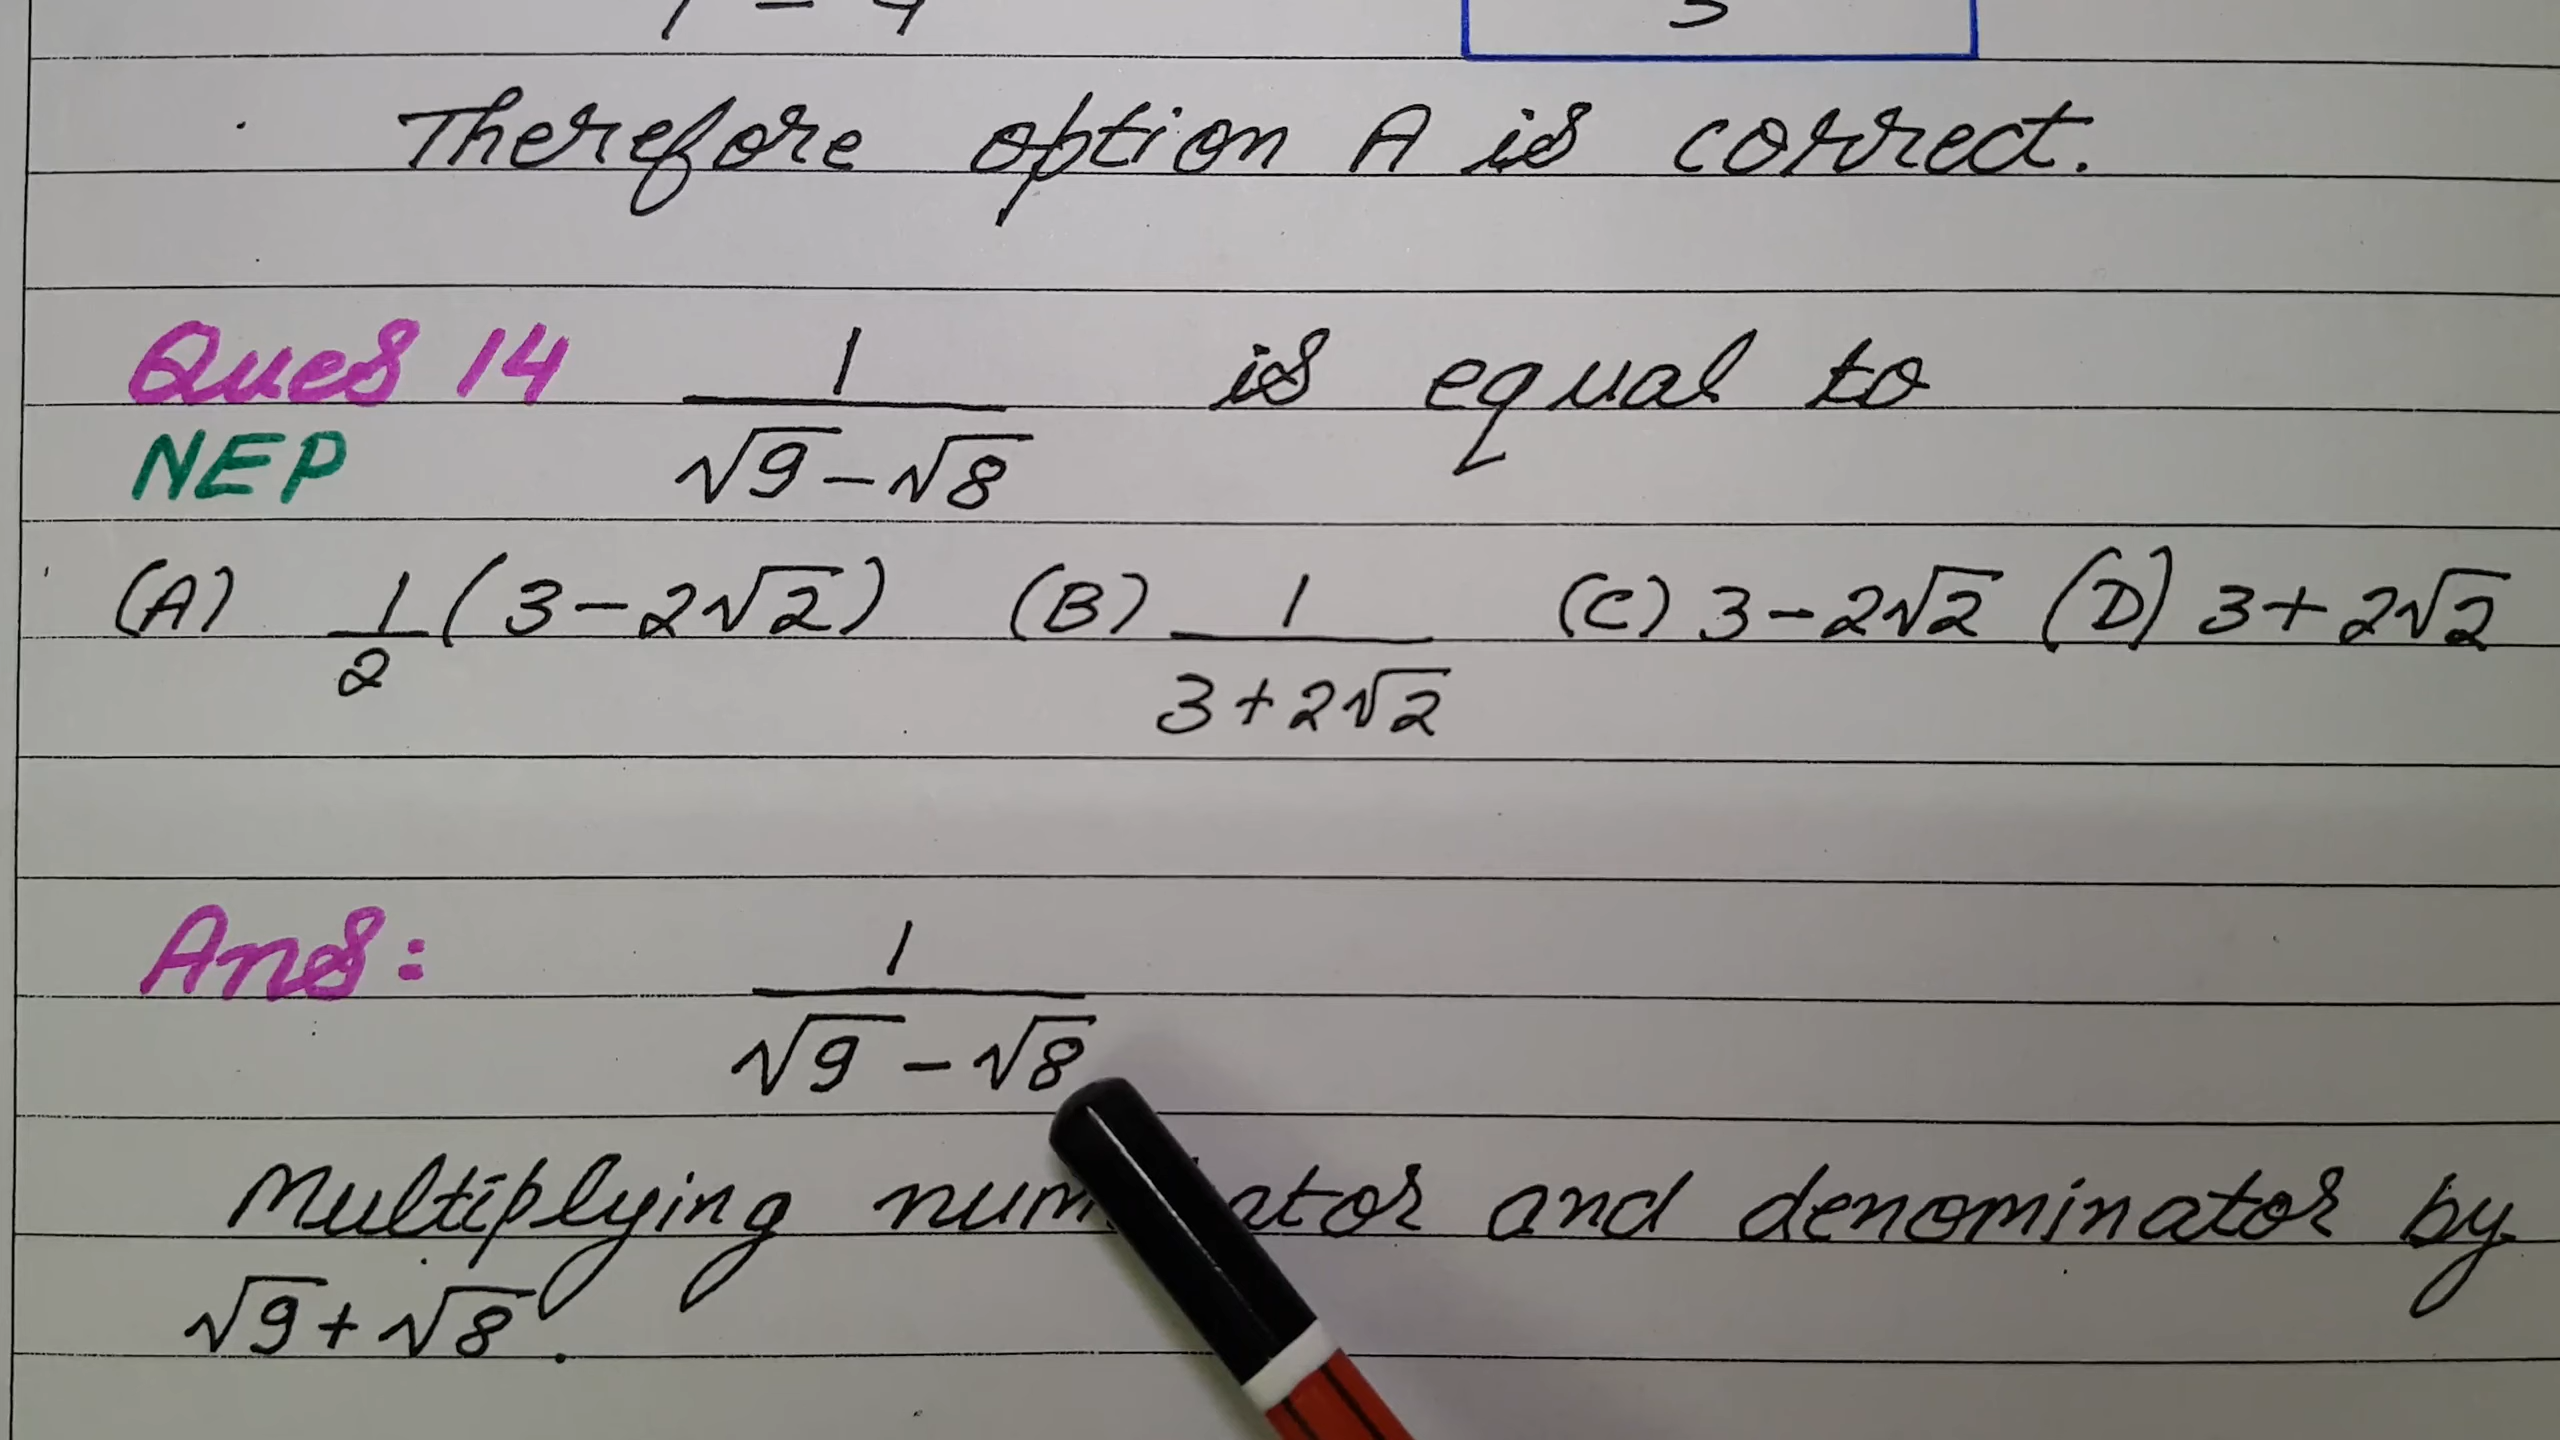 Therefore option A is correct.
Ques 14 1/(√9-√8) is equal to
NEP
(A) 1/2 (3-2√2) (B) 1/(3+2√2) (C) 3-2√2 (D) 3+2√2
Ans: 1/(√9-√8)
Multiplying and denominator by
√9+√8.